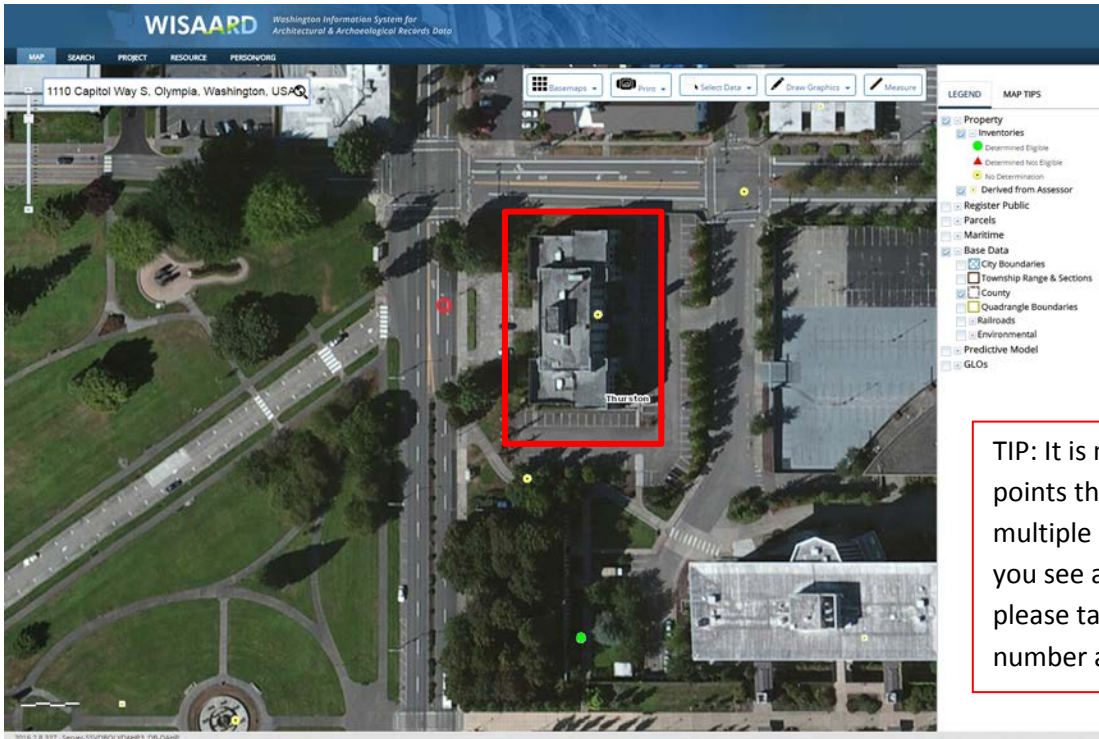 WISAARD
Washington Information System for
Architectural & Archaeological Records Data
MAP SEARCH PROJECT RESOURCE PERSON/ORG
1110 Capitol Way S, Olympia, Washington, USA
Basemaps Print Select Data Draw Graphics Measure
LEGEND MAP TIPS
Property
Inventories
Determined Eligible
Determined Not Eligible
No Determination
Derived from Assessor
Register Public
Parcels
Maritime
Base Data
City Boundaries
Township Range & Sections
County
Quadrangle Boundaries
Railroads
Environmental
Predictive Model
GLOs
Thurston
TIP: It is
points
multiple
you see
please
number